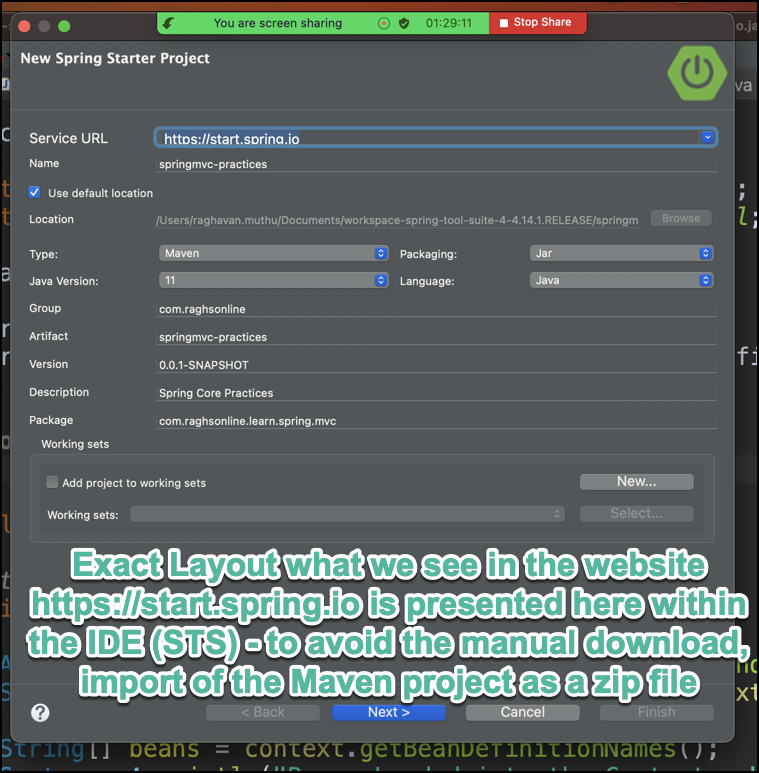 You are screen sharing 01:29:11 Stop Share
New Spring Starter Project
Service URL https://start.spring.io
Name springmvc-practices
Use default location
Location /Users/raghavan.muthu/Documents/workspace-spring-tool-suite-4-4.14.1.RELEASE/springm Browse
Type: Maven Packaging: Jar
Java Version: 11 Language: Java
Group com.raghsonline
Artifact springmvc-practices
Version 0.0.1-SNAPSHOT
Description Spring Core Practices
Package com.raghsonline.learn.spring.mvc
Working sets
Add project to working sets New...
Working sets: Select...
Exact Layout what we see in the website
https://start.spring.io is presented here within
the IDE (STS) - to avoid the manual download,
import of the Maven project as a zip file
? < Back Next > Cancel Finish
String[] beans = context.getBeanDefinitionNames();